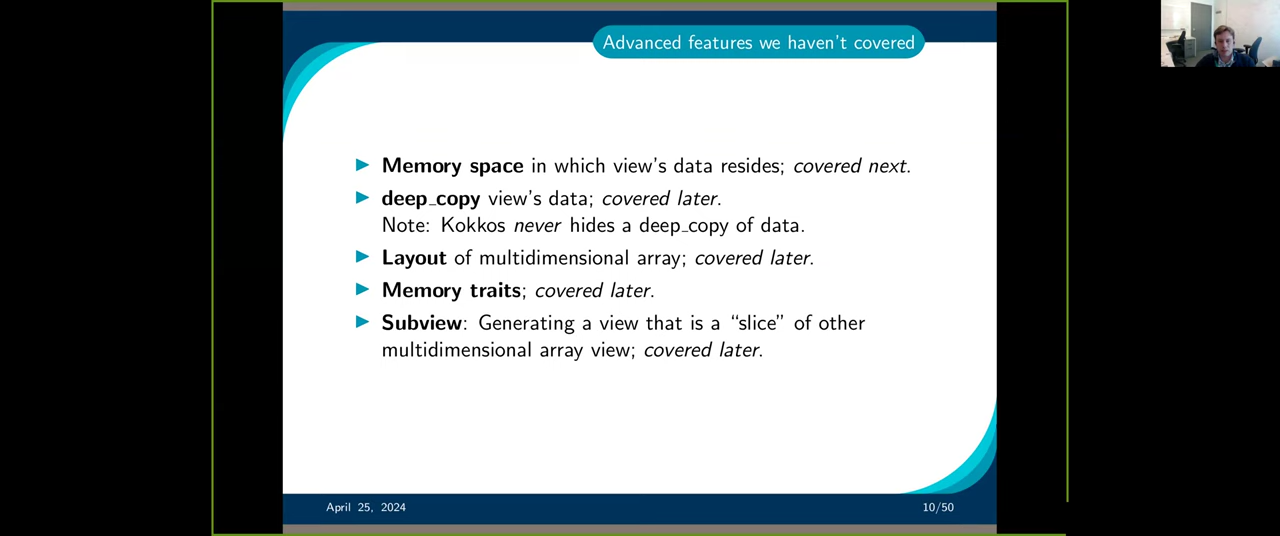 Advanced features we haven't covered
Memory space in which view's data resides; covered next.
deep_copy view's data; covered later.
Note: Kokkos never hides a deep_copy of data.
Layout of multidimensional array; covered later.
Memory traits; covered later.
Subview: Generating a view that is a “slice” of other
multidimensional array view; covered later.
April 25, 2024
10/50